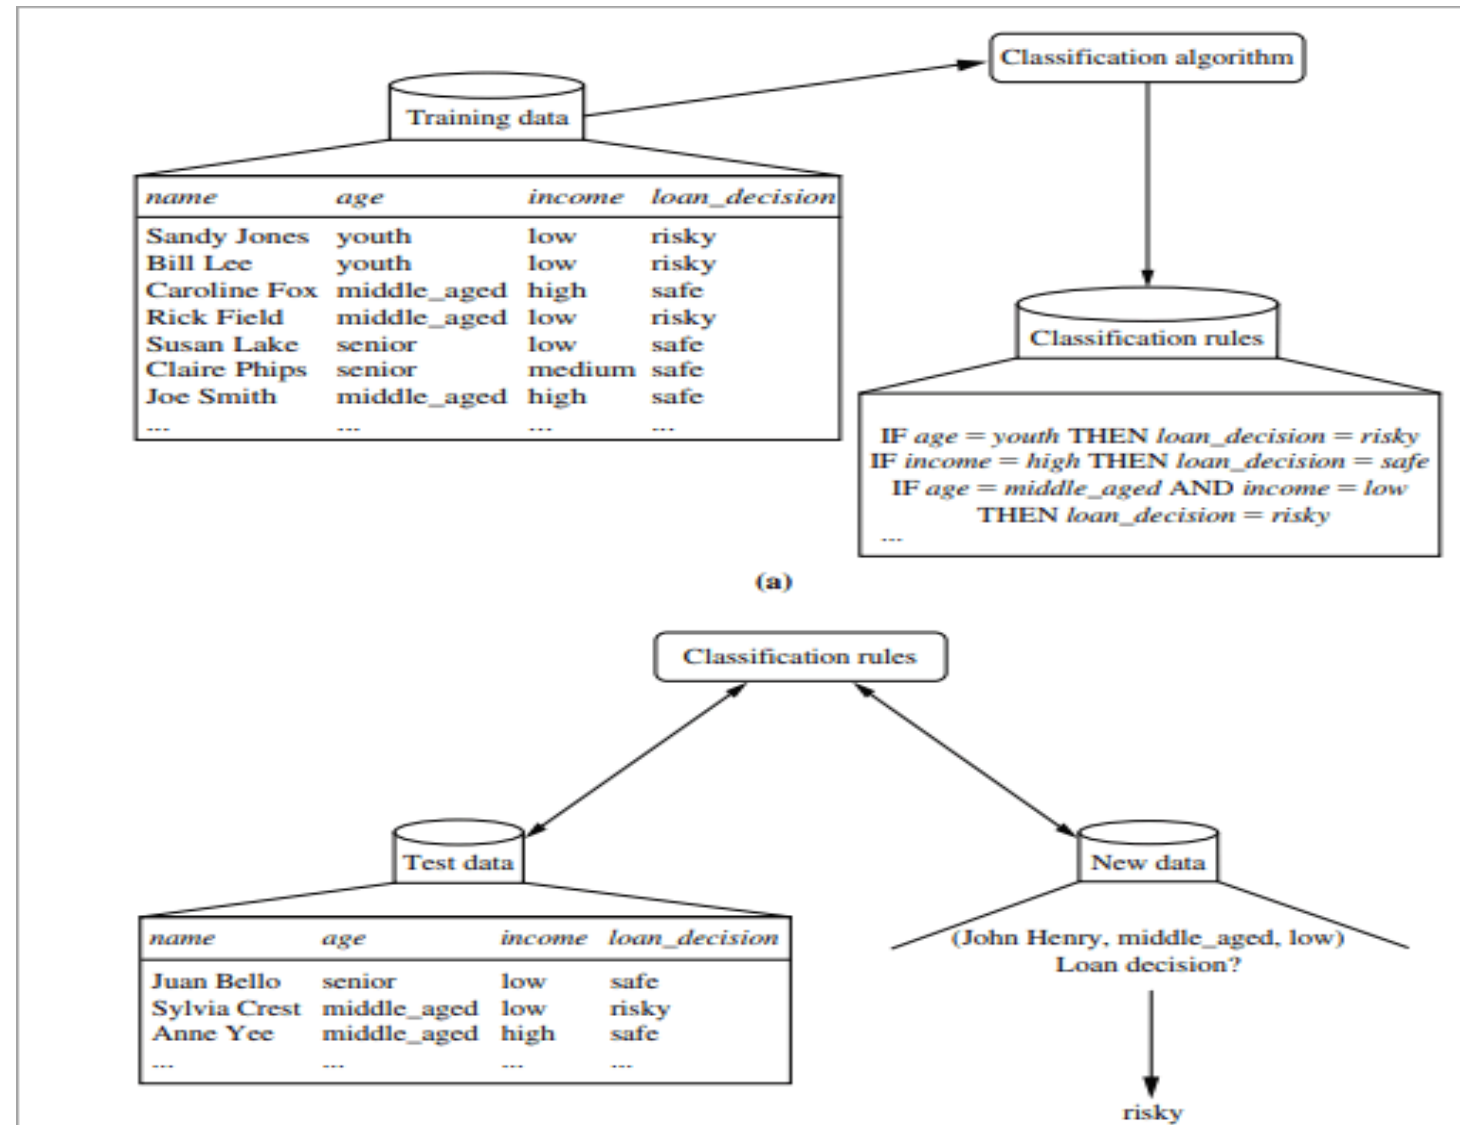 Classification algorithm
Training data
name age income loan_decision
Sandy Jones youth low risky
Bill Lee youth low risky
Caroline Fox middle_aged high safe
Rick Field middle_aged low risky
Susan Lake senior low safe
Claire Phips senior medium safe
Joe Smith middle_aged high safe
... ... ... ...
Classification rules
IF age = youth THEN loan_decision = risky
IF income = high THEN loan_decision = safe
IF age = middle_aged AND income = low
THEN loan_decision = risky
...
(a)
Classification rules
Test data
name age income loan_decision
Juan Bello senior low safe
Sylvia Crest middle_aged low risky
Anne Yee middle_aged high safe
... ... ... ...
New data
(John Henry, middle_aged, low)
Loan decision?
risky